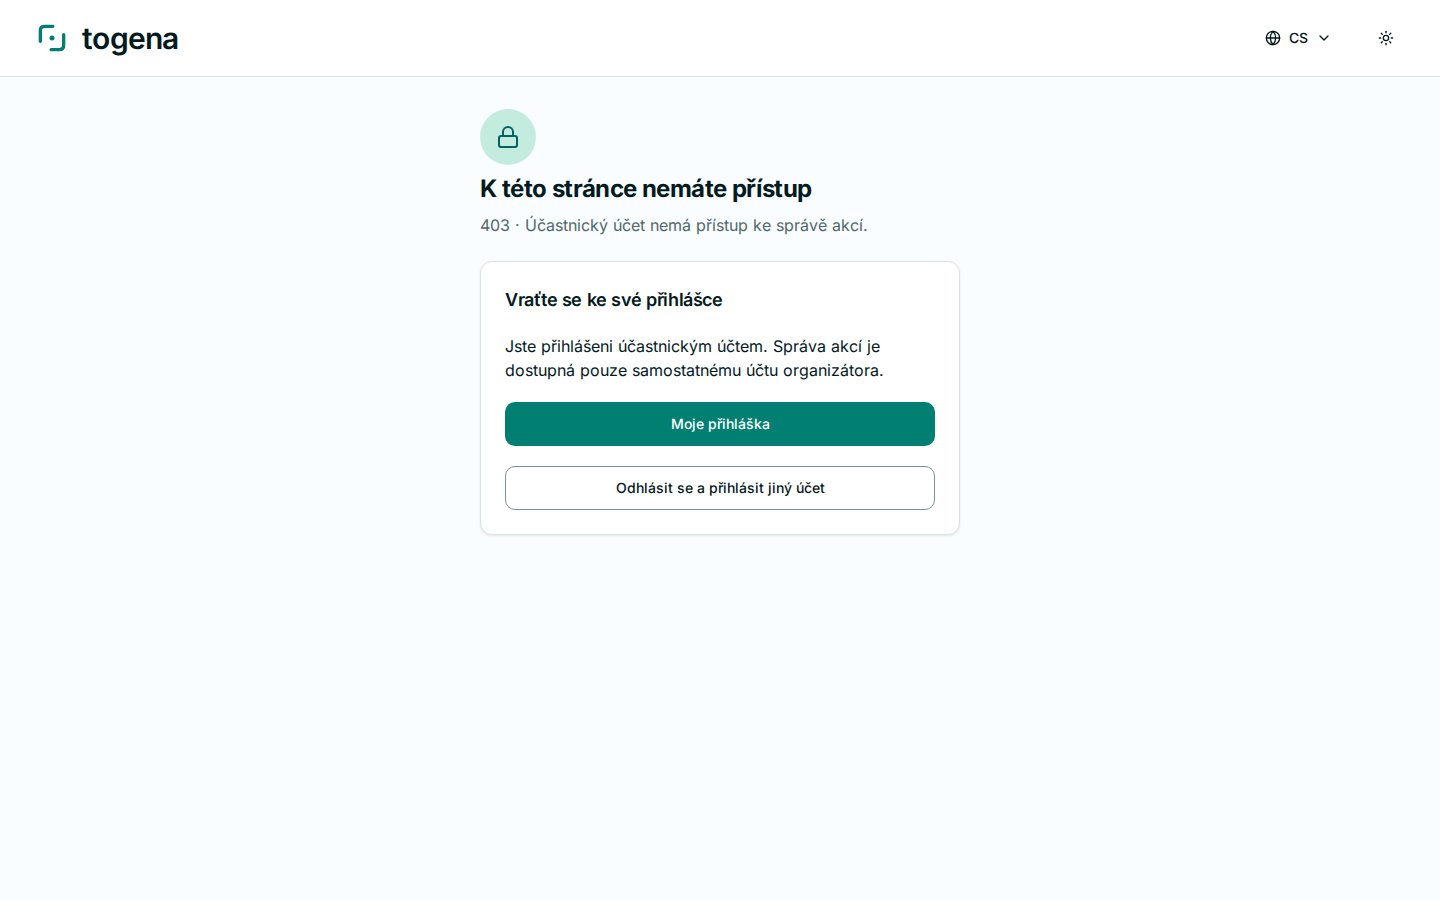 togena
CS
K této stránce nemáte přístup
403 · Účastnický účet nemá přístup ke správě akcí.
Vraťte se ke své přihlášce
Jste přihlášeni účastnickým účtem. Správa akcí je
dostupná pouze samostatnému účtu organizátora.
Moje přihláška
Odhlásit se a přihlásit jiný účet